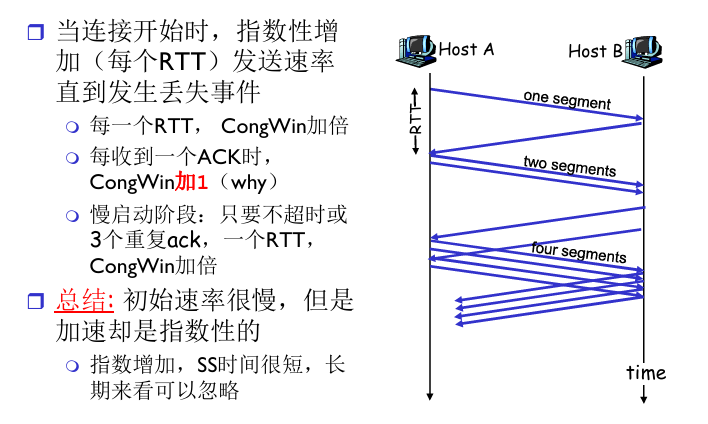 当连接开始时，指数性增
加（每个RTT）发送速率
直到发生丢失事件
每一个RTT， CongWin加倍
每收到一个ACK时，
CongWin加1（why）
慢启动阶段：只要不超时或
3个重复ack，一个RTT，
CongWin加倍
总结: 初始速率很慢，但是
加速却是指数性的
指数增加，SS时间很短，长
期来看可以忽略
Host A
Host B
RTT
one segment
two segments
four segments
time